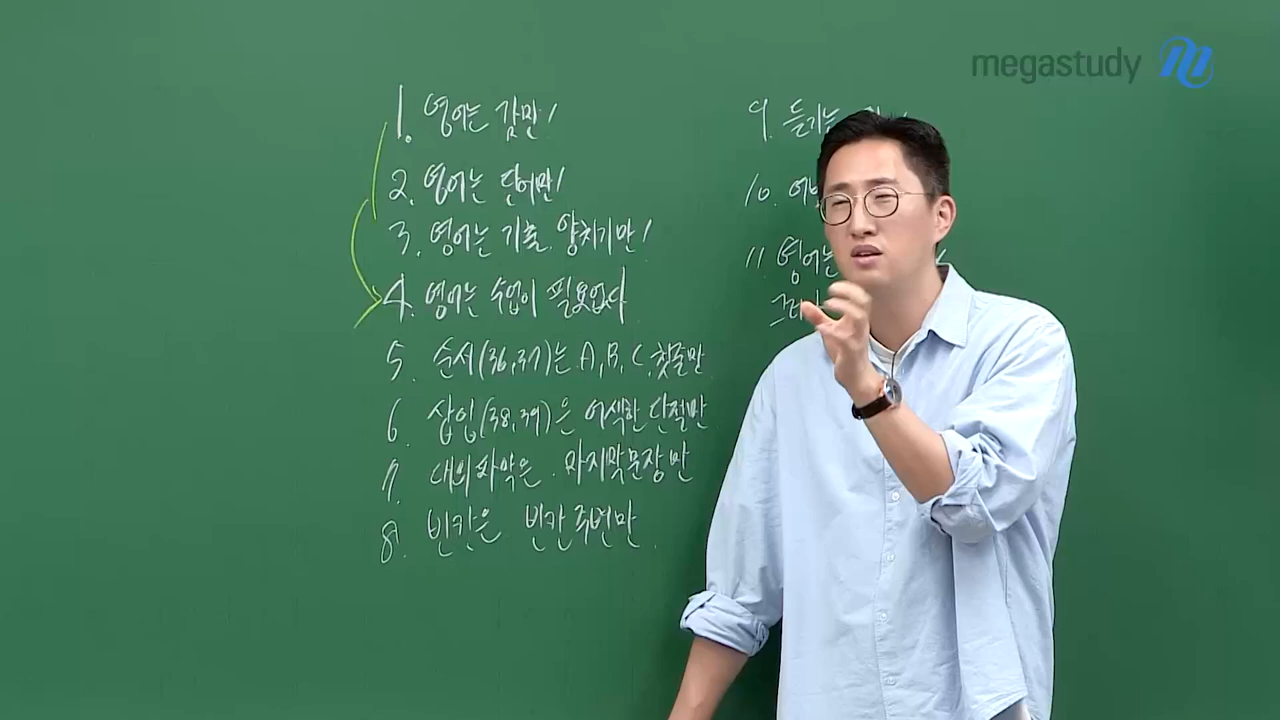 megastudy
1. 영어는 감만!
2. 영어는 단어만!
3. 영어는 기출. 양치기만!
4. 영어는 수업이 필요없다
5. 순서(36,37)는 A, B, C, 찾줄만
6. 삽입(38,39)은 어색한 단절만
7. 대의파악은 마지막문장만
8. 빈칸은 빈칸주변만
9. 듣기는
10.
11. 영어는